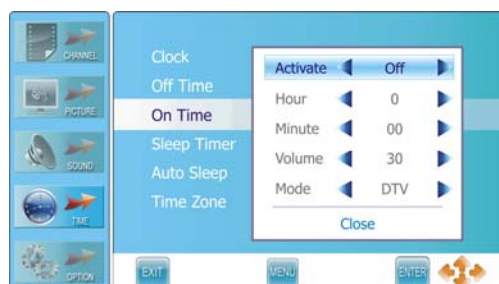 CHANNEL
PICTURE
SOUND
TIME
OPTION
Clock
Off Time
On Time
Sleep Timer
Auto Sleep
Time Zone
Activate Off
Hour 0
Minute 00
Volume 30
Mode DTV
Close
EXIT
MENU
ENTER